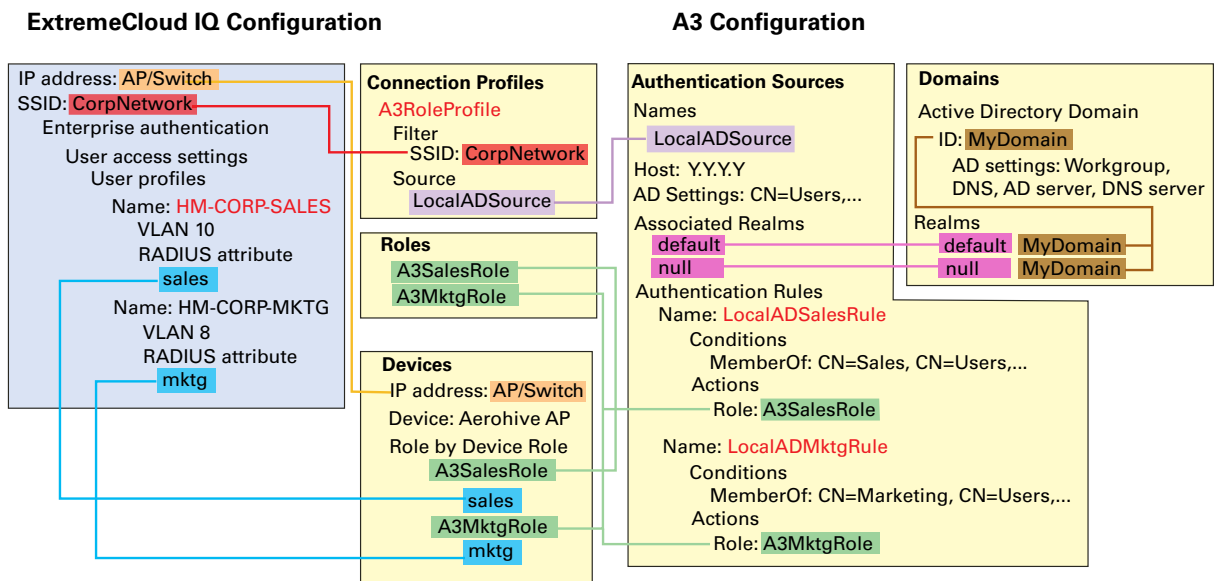 ExtremeCloud IQ Configuration
A3 Configuration
IP address: AP/Switch
SSID: CorpNetwork
Enterprise authentication
User access settings
User profiles
Name: HM-CORP-SALES
VLAN 10
RADIUS attribute
sales
Name: HM-CORP-MKTG
VLAN 8
RADIUS attribute
mktg
Connection Profiles
A3RoleProfile
Filter
SSID: CorpNetwork
Source
LocalADSource
Roles
A3SalesRole
A3MktgRole
Devices
IP address: AP/Switch
Device: Aerohive AP
Role by Device Role
A3SalesRole
sales
A3MktgRole
mktg
Authentication Sources
Names
LocalADSource
Host: Y.Y.Y.Y
AD Settings: CN=Users,...
Associated Realms
default
null
Authentication Rules
Name: LocalADSalesRule
Conditions
MemberOf: CN=Sales, CN=Users,...
Actions
Role: A3SalesRole
Name: LocalADMktgRule
Conditions
MemberOf: CN=Marketing, CN=Users,...
Actions
Role: A3MktgRole
Domains
Active Directory Domain
ID: MyDomain
AD settings: Workgroup,
DNS, AD server, DNS server
Realms
default MyDomain
null MyDomain